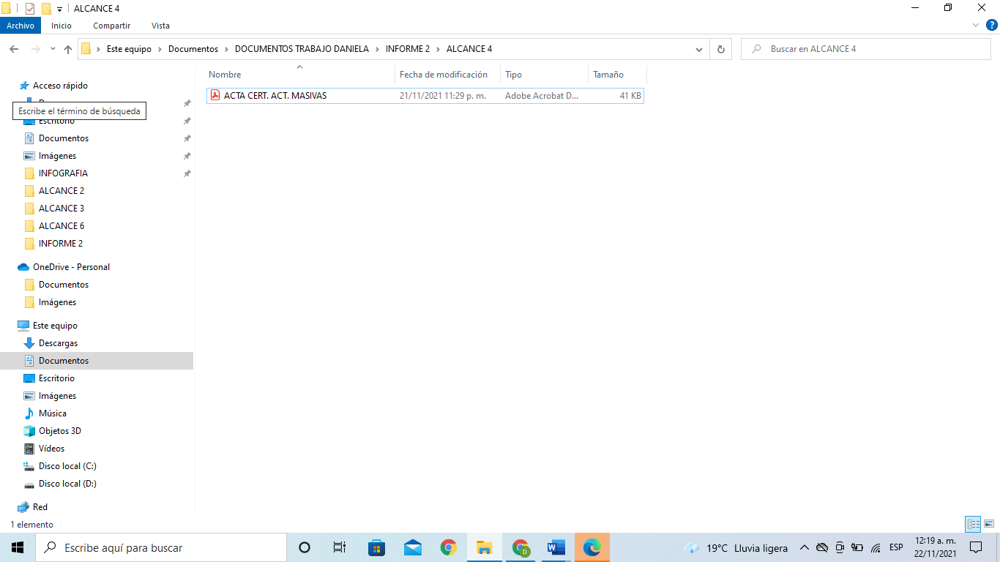 ALCANCE 4
Archivo Inicio Compartir Vista
Este equipo Documentos DOCUMENTOS TRABAJO DANIELA INFORME 2 ALCANCE 4 Buscar en ALCANCE 4
Nombre Fecha de modificación Tipo Tamaño
ACTA CERT. ACT. MASIVAS 21/11/2021 11:29 p. m. Adobe Acrobat D... 41 KB
Acceso rápido
Escribe el término de búsqueda
Escritorio
Documentos
Imágenes
INFOGRAFIA
ALCANCE 2
ALCANCE 3
ALCANCE 6
INFORME 2
OneDrive - Personal
Documentos
Imágenes
Este equipo
Descargas
Documentos
Escritorio
Imágenes
Música
Objetos 3D
Vídeos
Disco local (C:)
Disco local (D:)
Red
1 elemento
Escribe aquí para buscar
19°C Lluvia ligera
ESP
12:19 a. m.
22/11/2021